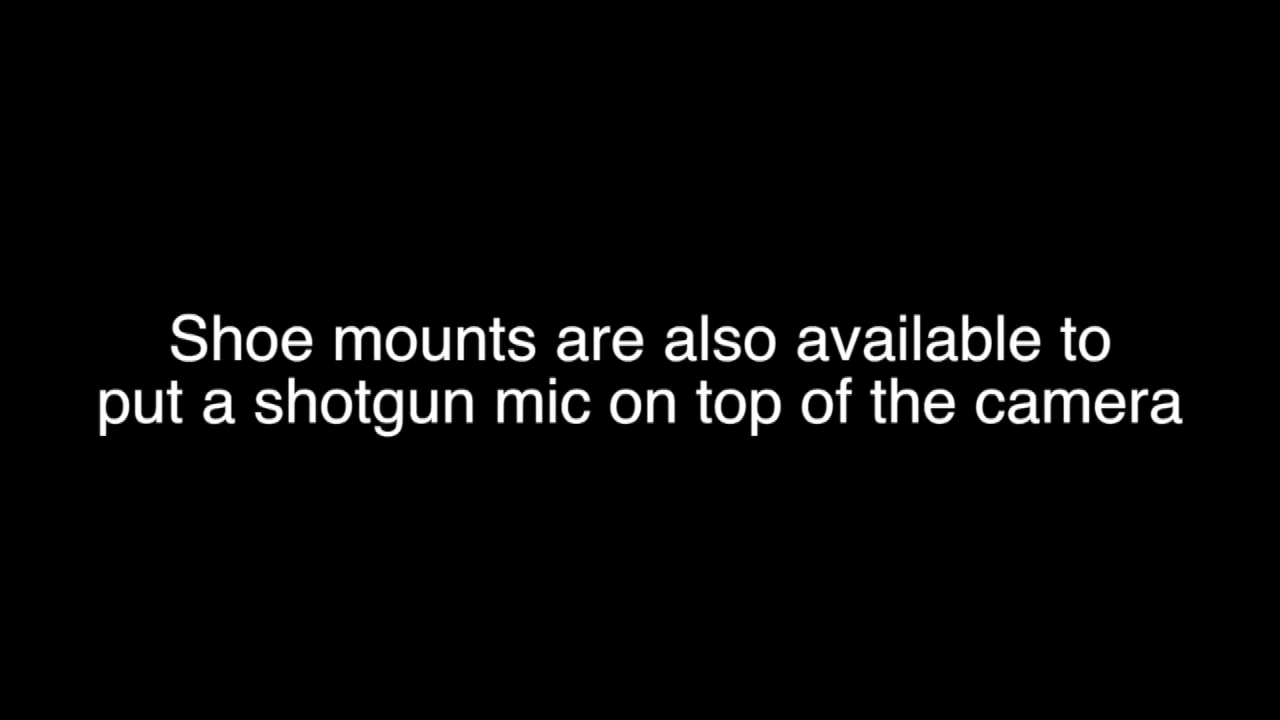 Shoe mounts are also available to
put a shotgun mic on top of the camera